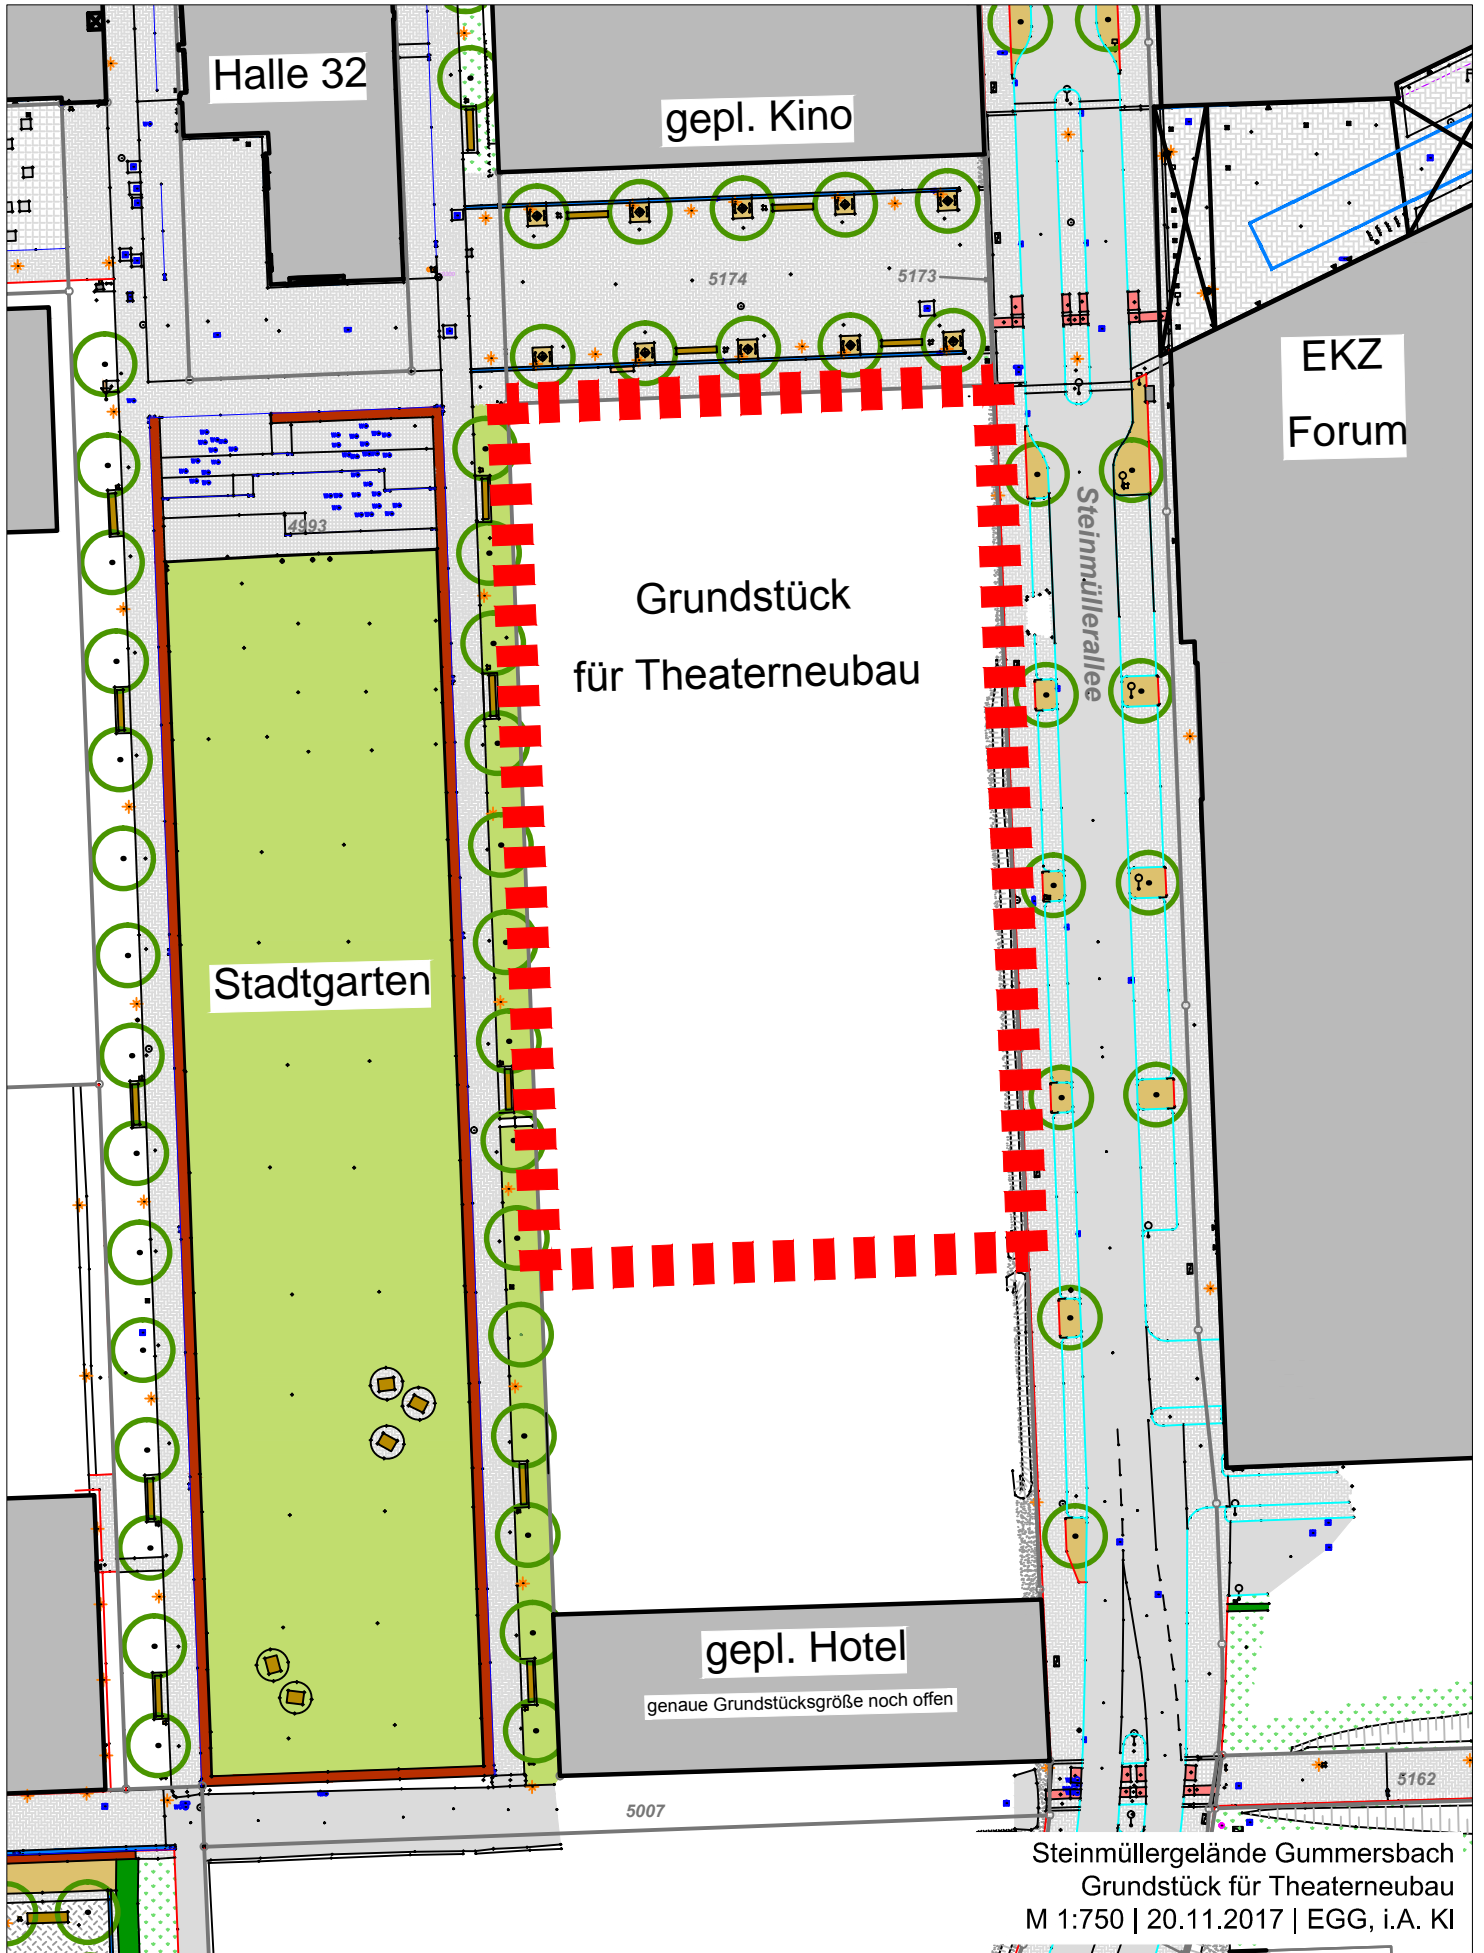 Halle 32
gepl. Kino
5174
5173
EKZ
Forum
4993
Steinmüllerallee
Grundstück
für Theaterneubau
Stadtgarten
gepl. Hotel
genaue Grundstücksgröße noch offen
5162
5007
Steinmüllergelände Gummersbach
Grundstück für Theaterneubau
M 1:750 | 20.11.2017 | EGG, i.A. KI